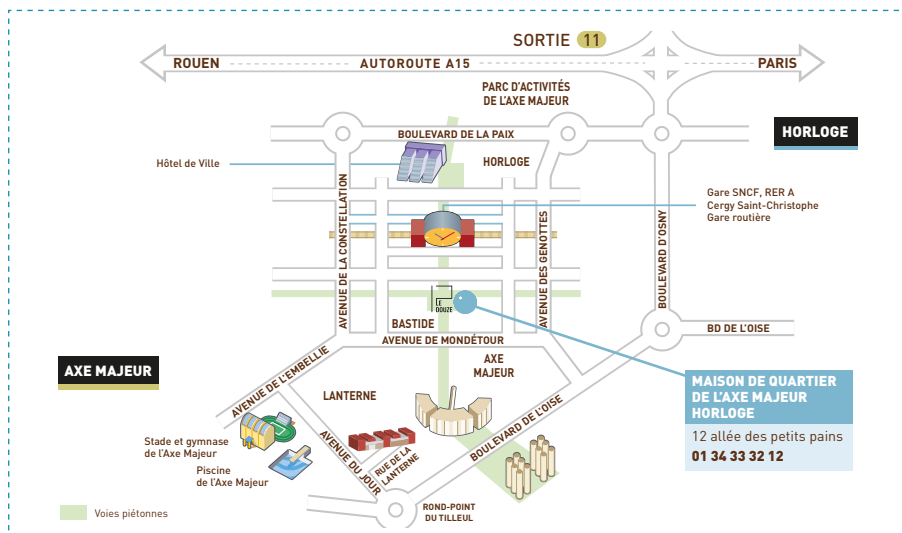 SORTIE 11
ROUEN
AUTOROUTE A15
PARIS
PARC D'ACTIVITÉS
DE L'AXE MAJEUR
BOULEVARD DE LA PAIX
HORLOGE
Hôtel de Ville
HORLOGE
Gare SNCF, RER A
Cergy Saint-Christophe
Gare routière
AVENUE DE LA CONSTELLATION
AVENUE DES GENOTTES
BOULEVARD D'OSNY
LE
DOUZE
BASTIDE
BD DE L'OISE
AVENUE DE MONDÉTOUR
AXE MAJEUR
AVENUE DE L'EMBELLIE
AXE
MAJEUR
LANTERNE
MAISON DE QUARTIER
DE L'AXE MAJEUR
HORLOGE
12 allée des petits pains
01 34 33 32 12
BOULEVARD DE L'OISE
Stade et gymnase
de l'Axe Majeur
AVENUE DU JOUR
RUE DE LA
LANTERNE
Piscine
de l'Axe Majeur
Voies piétonnes
ROND-POINT
DU TILLEUL